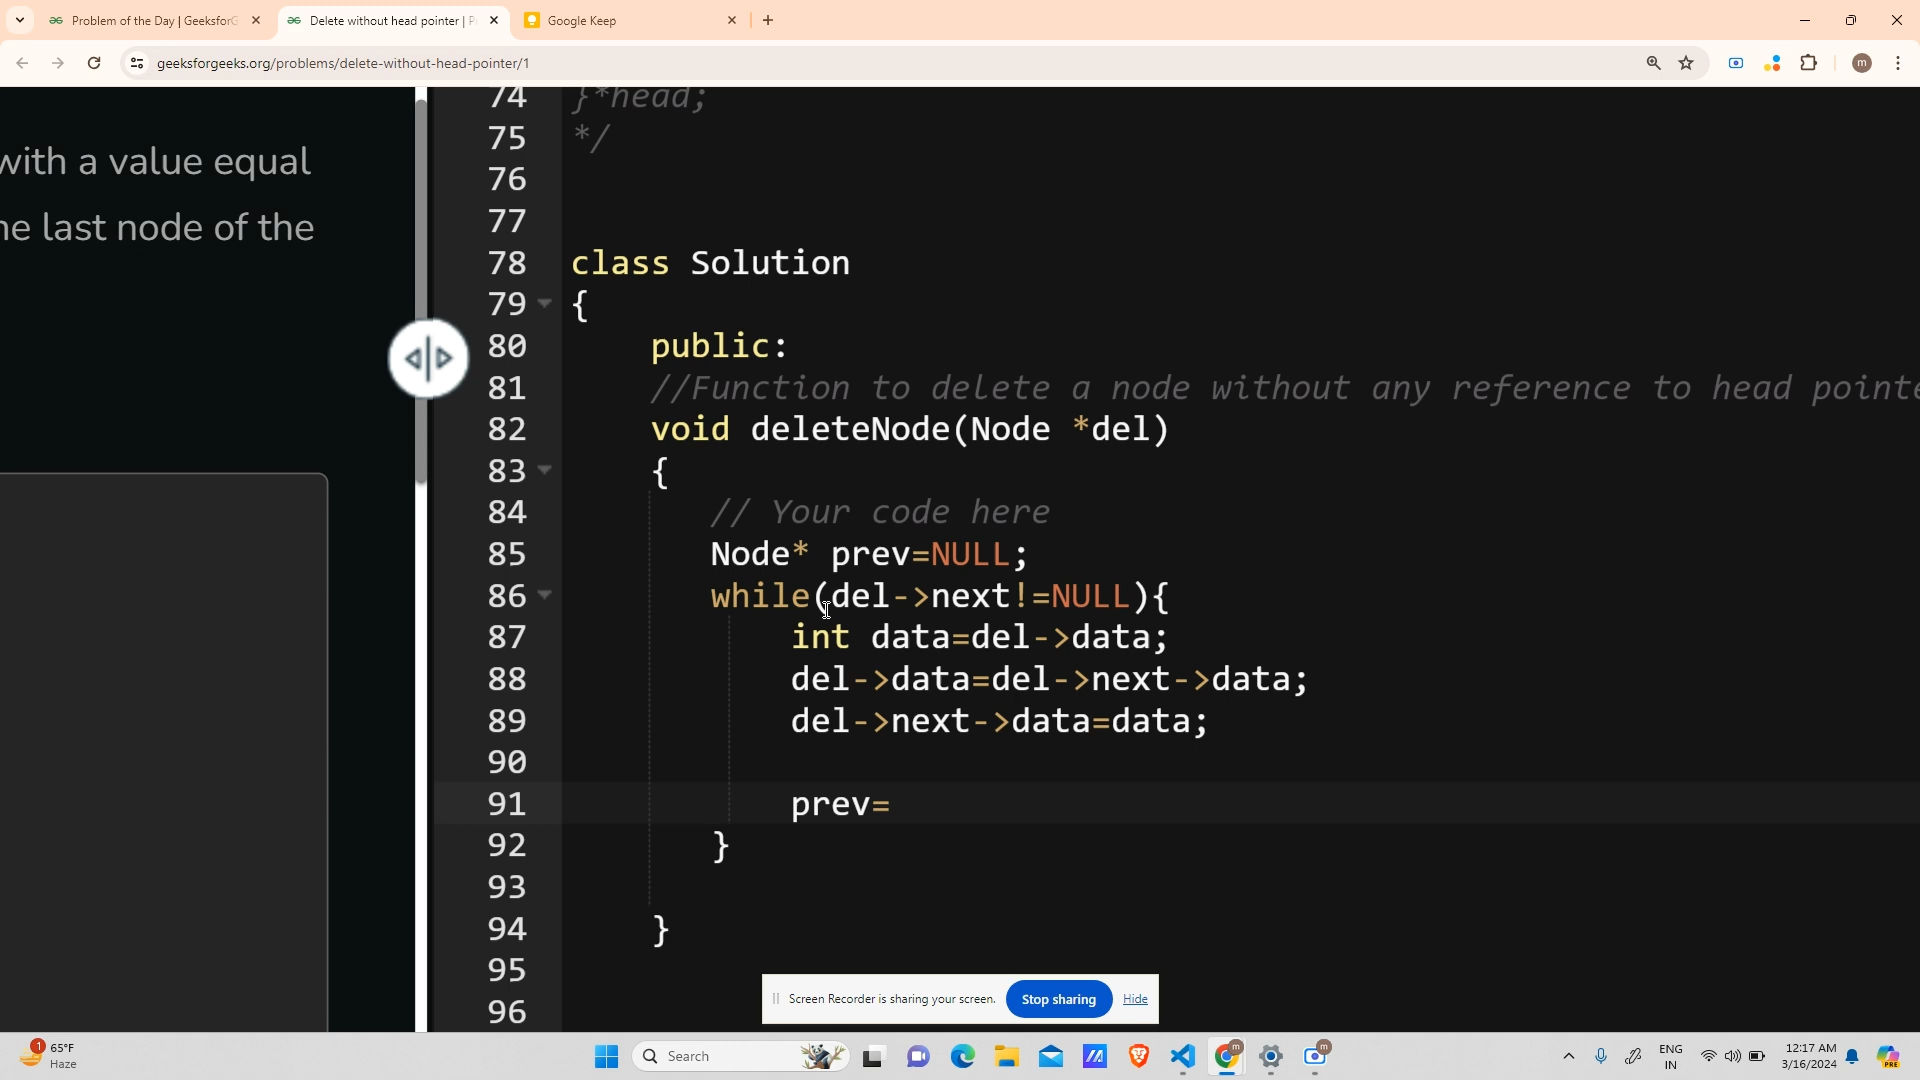 Problem of the Day | GeeksforG
Delete without head pointer | P
Google Keep
geeksforgeeks.org/problems/delete-without-head-pointer/1
m
with a value equal
he last node of the
74 }*head;
75 */
76
77
78 class Solution
79 {
80 public:
81 //Function to delete a node without any reference to head pointe
82 void deleteNode(Node *del)
83 {
84 // Your code here
85 Node* prev=NULL;
86 while(del->next!=NULL){
87 int data=del->data;
88 del->data=del->next->data;
89 del->next->data=data;
90
91 prev=
92 }
93
94 }
95
96
Screen Recorder is sharing your screen.
Stop sharing
Hide
1
65°F
Haze
Search
m
m
ENG
IN
12:17 AM
3/16/2024
PRE